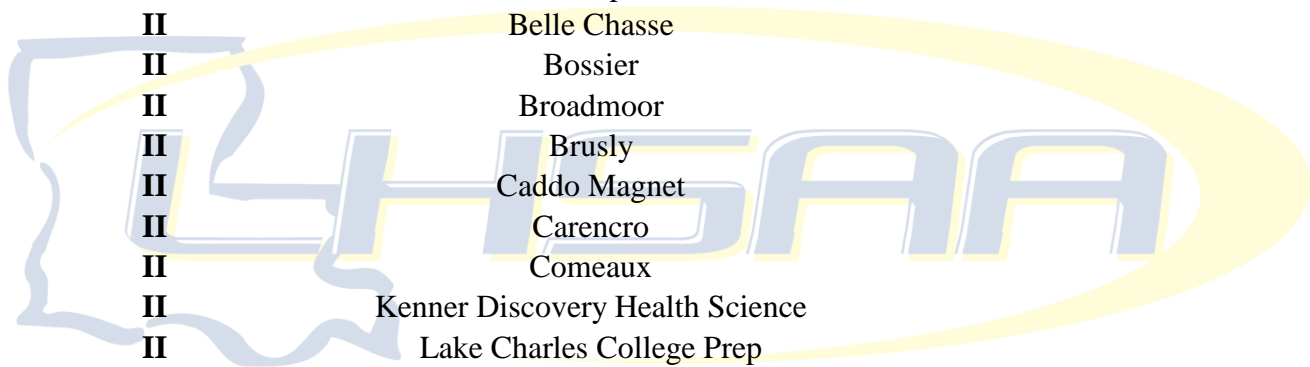 II Belle Chasse
II Bossier
II Broadmoor
II Brusly
II Caddo Magnet
II Carencro
II Comeaux
II Kenner Discovery Health Science
II Lake Charles College Prep
LHSAA